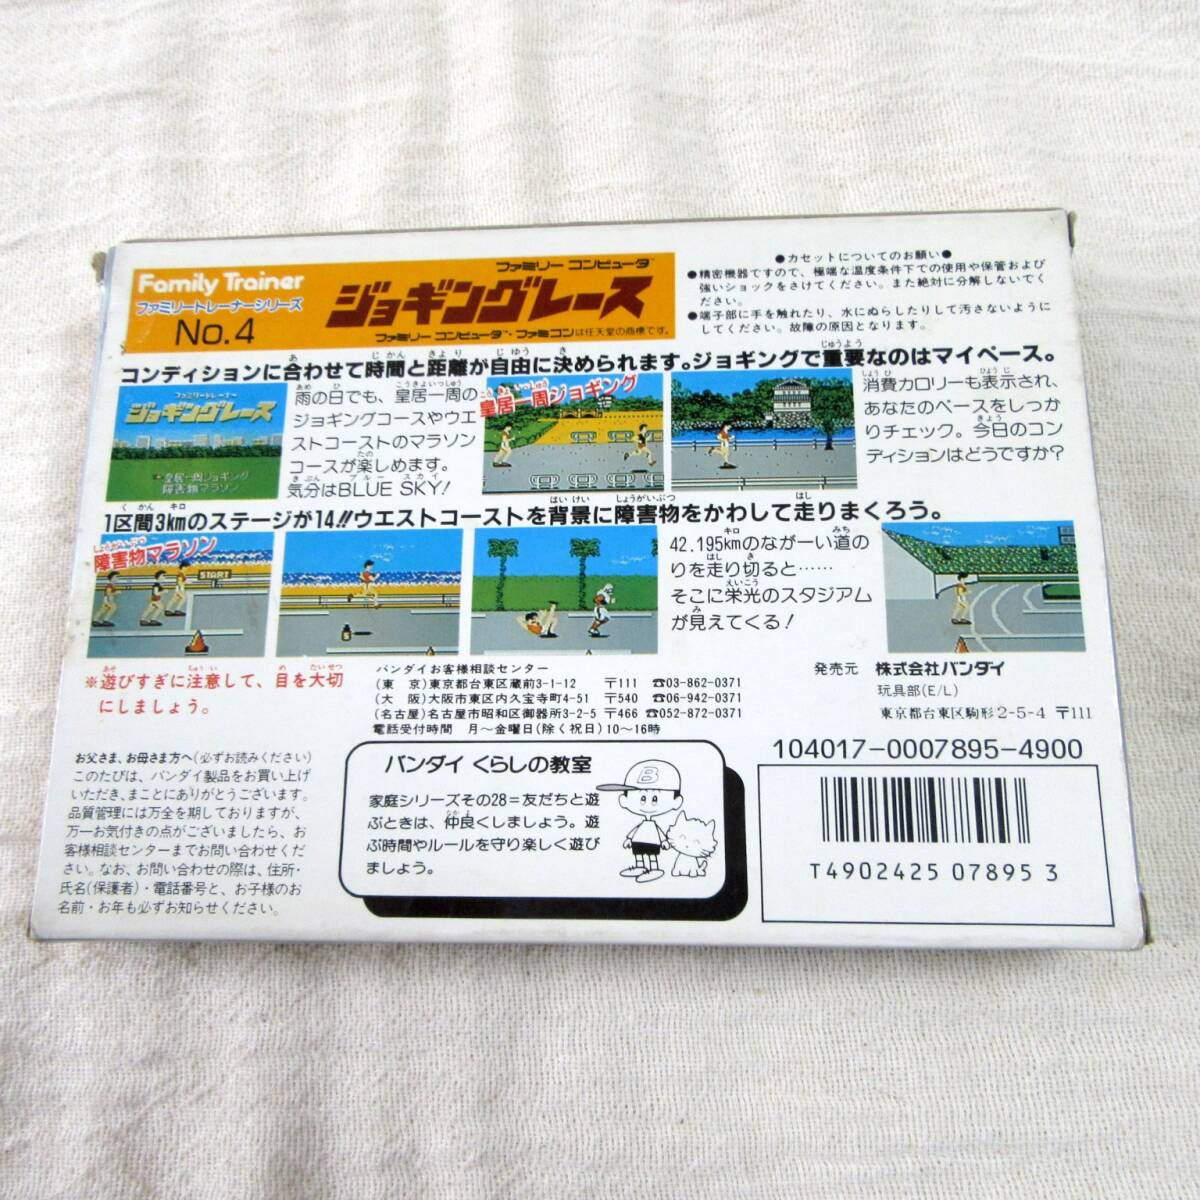 Family Trainer
ファミリートレーナーシリーズ
No.4
ファミリー コンピュータ™
ジョギングレース
ファミリー コンピュータ™・ファミコンは任天堂の商標です。
●カセットについてのお願い●
●精密機器ですので、極端な温度条件下での使用や保管および
強いショックをさけてください。また絶対に分解しないでく
ださい。
●端子部に手を触れたり、水にぬらしたりして汚さないように
してください。故障の原因となります。
コンディションに合わせて時間と距離が自由に決められます。ジョギングで重要なのはマイペース。
ファミリートレーナー
ジョギングレース
皇居一周ジョギング
障害物マラソン
雨の日でも、皇居一周の
ジョギングコースやウエ
ストコーストのマラソン
コースが楽しめます。
気分はBLUE SKY!
皇居一周ジョギング
消費カロリーも表示され、
あなたのペースをしっか
りチェック。今日のコン
ディションはどうですか?
1区間3kmのステージが14!!ウエストコーストを背景に障害物をかわして走りまくろう。
障害物マラソン
START
42.195kmのながーい道の
りを走り切ると……
そこに栄光のスタジアム
が見えてくる!
※遊びすぎに注意して、目を大切
にしましょう。
バンダイお客様相談センター
(東 京)東京都台東区蔵前3-1-12 〒111 ☎03-862-0371
(大 阪)大阪市東区内久宝寺町4-51 〒540 ☎06-942-0371
(名古屋)名古屋市昭和区御器所3-2-5 〒466 ☎052-872-0371
電話受付時間 月〜金曜日(除く祝日)10〜16時
発売元 株式会社バンダイ
玩具部(E/L)
東京都台東区駒形2-5-4 〒111
104017-0007895-4900
お父さま、お母さま方へ(必ずお読みください)
このたびは、バンダイ製品をお買い上げ
いただき、まことにありがとうございます。
品質管理には万全を期しておりますが、
万一お気付きの点がございましたら、お
客様相談センターまでお問い合わせくださ
い。なお、お問い合わせの際は、住所・
氏名(保護者)・電話番号と、お子様のお
名前・お年も必ずお知らせください。
バンダイ くらしの教室
家庭シリーズその28=友だちと遊
ぶときは、仲良くしましょう。遊
ぶ時間やルールを守り楽しく遊び
ましょう。
B
T4902425 07895 3